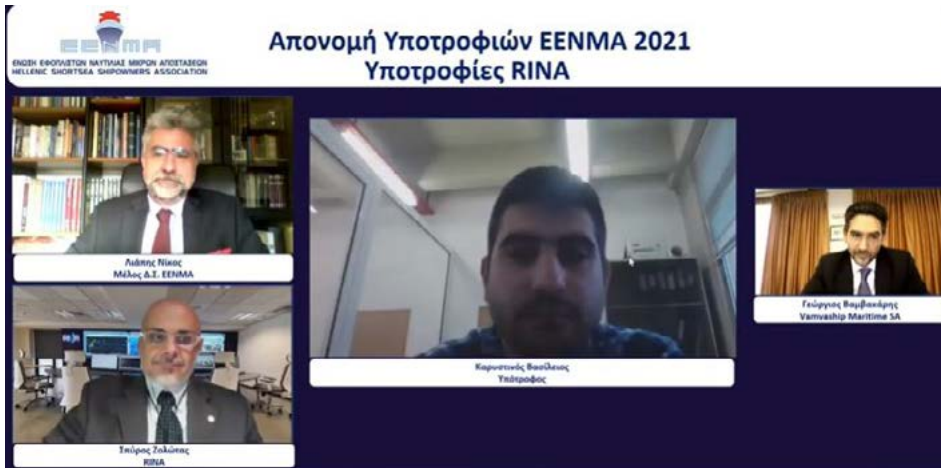 ΕΕΝΜΑ
ΕΝΩΣΗ ΕΦΟΠΛΙΣΤΩΝ ΝΑΥΤΙΛΙΑΣ ΜΙΚΡΩΝ ΑΠΟΣΤΑΣΕΩΝ
HELLENIC SHORTSEA SHIPOWNERS ASSOCIATION
Απονομή Υποτροφιών ΕΕΝΜΑ 2021
Υποτροφίες RINA
Λιάπης Νίκος
Μέλος Δ.Σ. ΕΕΝΜΑ
Καρυστινός Βασίλειος
Υπότροφος
Γεώργιος Βαμβακάρης
Vamvaship Maritime SA
Σπύρος Ζολώτας
RINA